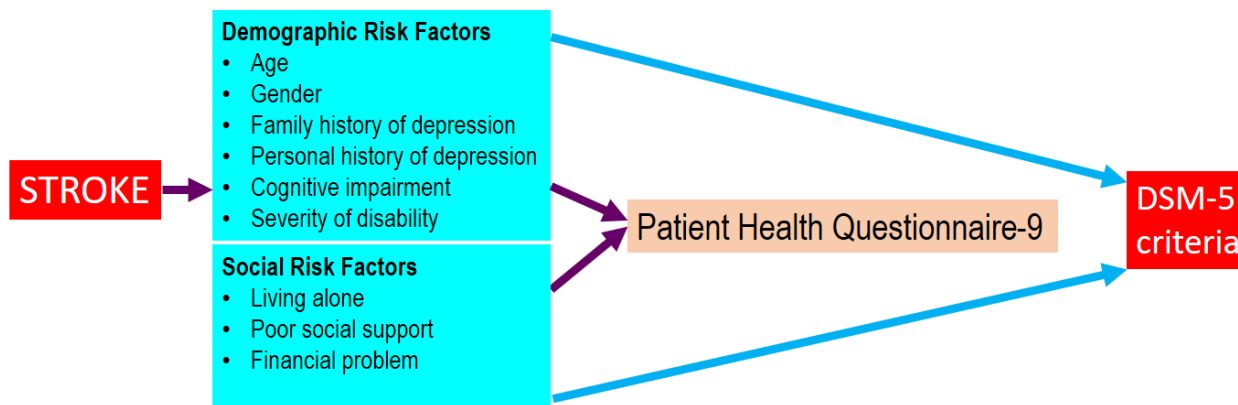 STROKE
Demographic Risk Factors
• Age
• Gender
• Family history of depression
• Personal history of depression
• Cognitive impairment
• Severity of disability
Social Risk Factors
• Living alone
• Poor social support
• Financial problem
Patient Health Questionnaire-9
DSM-5
criteria